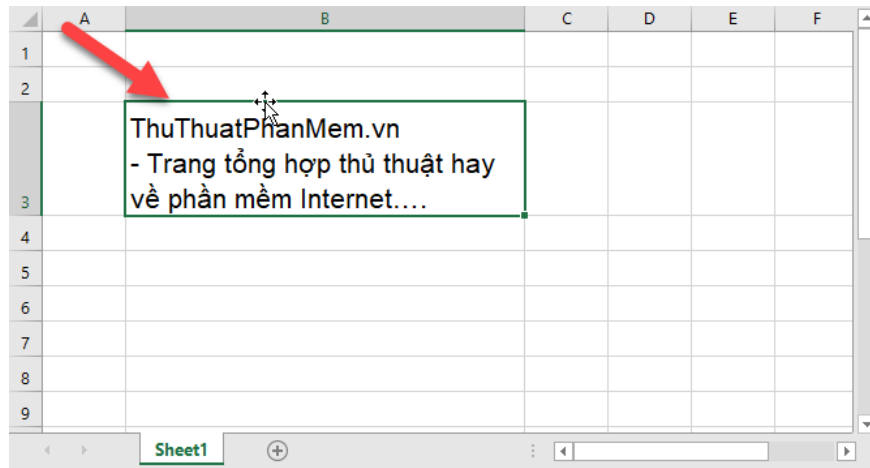 A B C D E F
1
2
3
ThuThuatPhanMem.vn
- Trang tổng hợp thủ thuật hay
về phần mềm Internet....
4
5
6
7
8
9
Sheet1